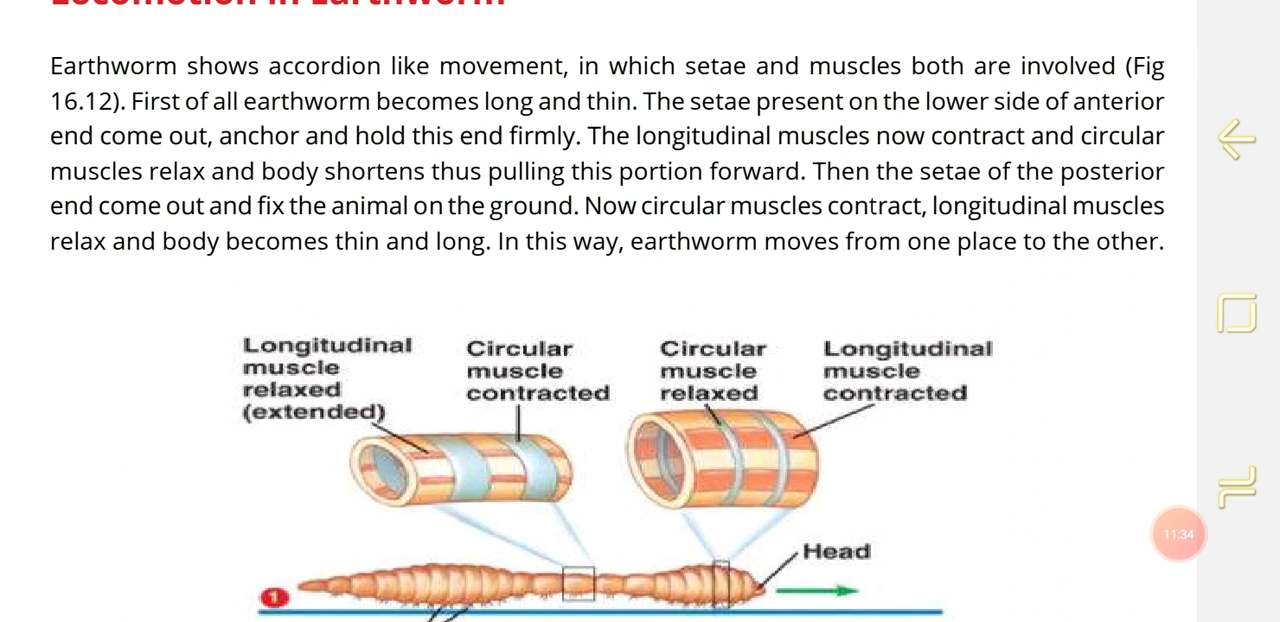 Locomotion in Earthworm
Earthworm shows accordion like movement, in which setae and muscles both are involved (Fig
16.12). First of all earthworm becomes long and thin. The setae present on the lower side of anterior
end come out, anchor and hold this end firmly. The longitudinal muscles now contract and circular
muscles relax and body shortens thus pulling this portion forward. Then the setae of the posterior
end come out and fix the animal on the ground. Now circular muscles contract, longitudinal muscles
relax and body becomes thin and long. In this way, earthworm moves from one place to the other.
Longitudinal
muscle
relaxed
(extended)
Circular
muscle
contracted
Circular
muscle
relaxed
Longitudinal
muscle
contracted
Head
1
11:34